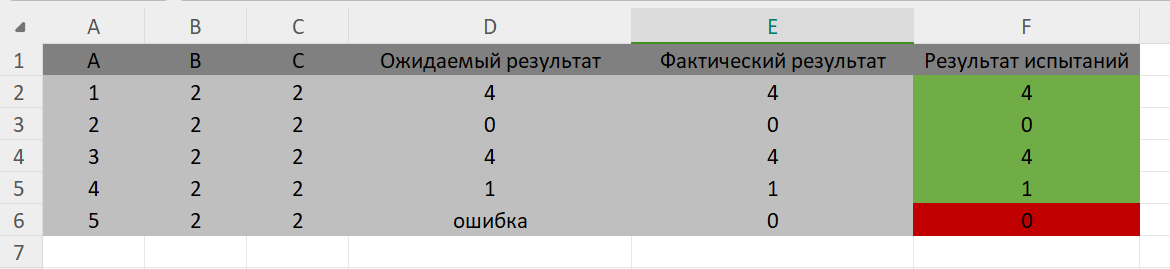 A B C D E F
1 A B C Ожидаемый результат Фактический результат Результат испытаний
2 1 2 2 4 4 4
3 2 2 2 0 0 0
4 3 2 2 4 4 4
5 4 2 2 1 1 1
6 5 2 2 ошибка 0 0
7